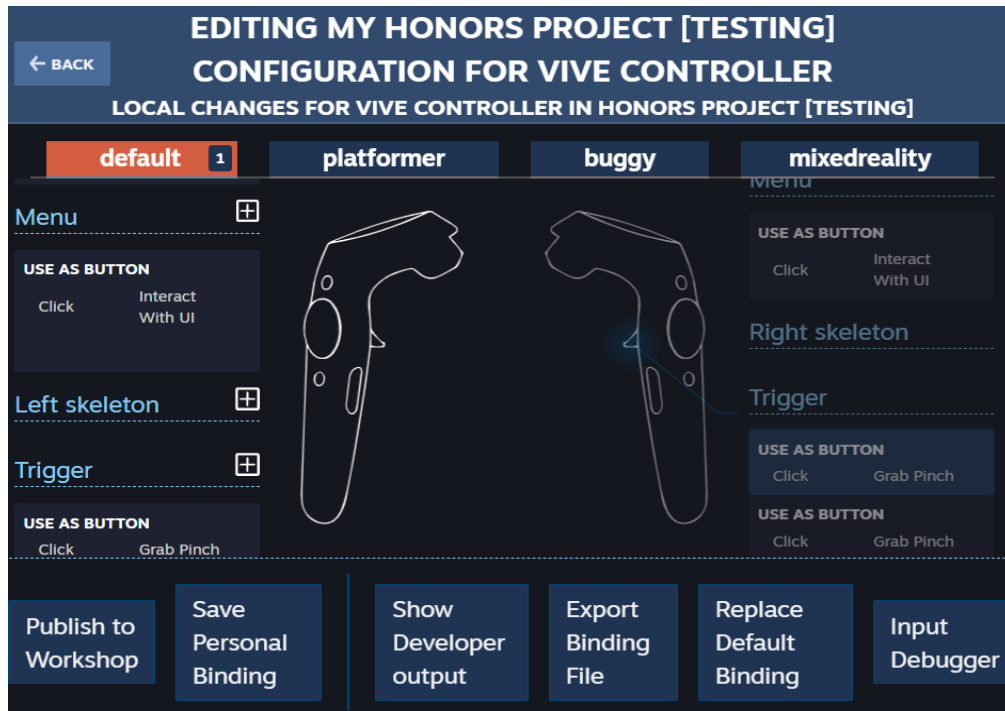 EDITING MY HONORS PROJECT [TESTING]
← BACK
CONFIGURATION FOR VIVE CONTROLLER
LOCAL CHANGES FOR VIVE CONTROLLER IN HONORS PROJECT [TESTING]
default 1
platformer
buggy
mixedreality
Menu
USE AS BUTTON
Click
Interact
With UI
Left skeleton
Trigger
USE AS BUTTON
Click
Grab Pinch
Menu
USE AS BUTTON
Click
Interact
With UI
Right skeleton
Trigger
USE AS BUTTON
Click
Grab Pinch
USE AS BUTTON
Click
Grab Pinch
Publish to
Workshop
Save
Personal
Binding
Show
Developer
output
Export
Binding
File
Replace
Default
Binding
Input
Debugger